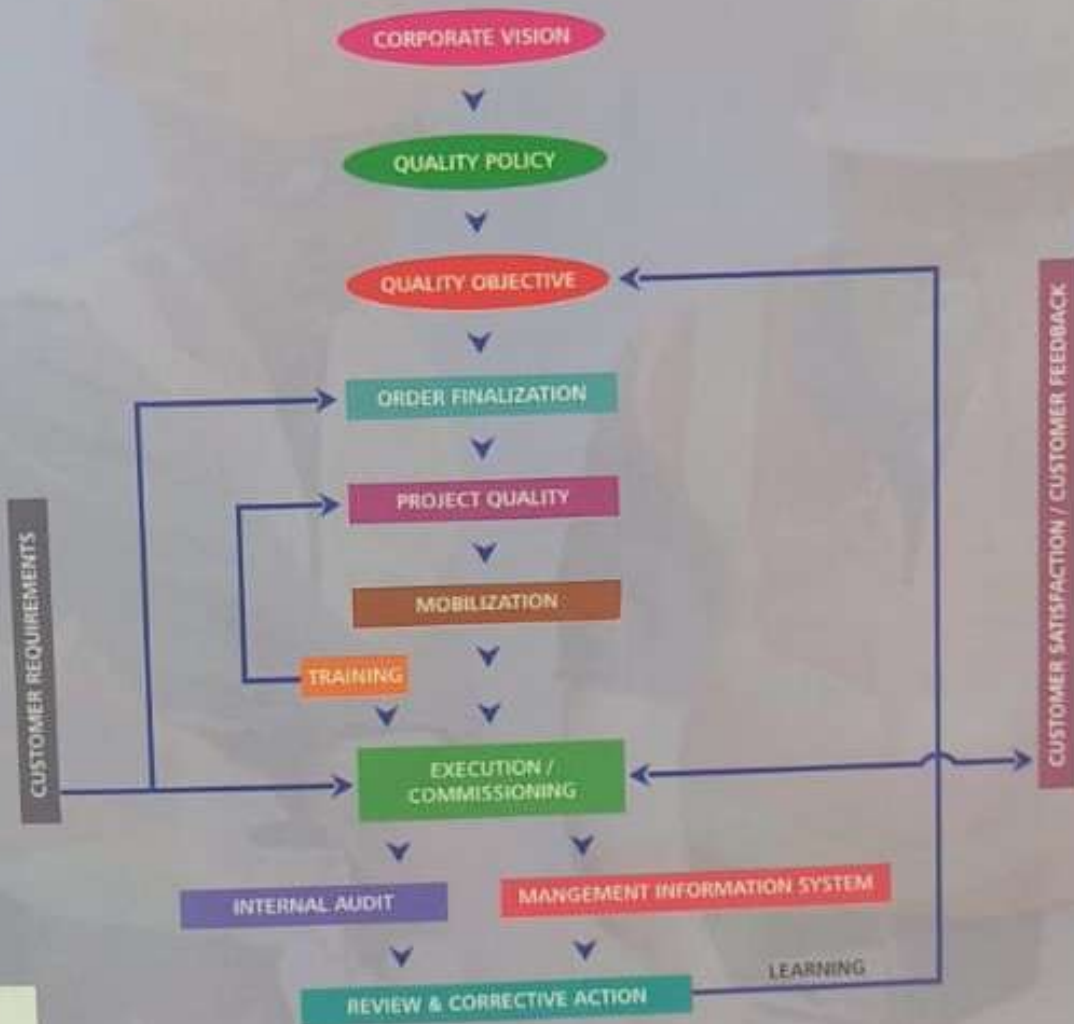 CORPORATE VISION
QUALITY POLICY
QUALITY OBJECTIVE
ORDER FINALIZATION
PROJECT QUALITY
MOBILIZATION
TRAINING
EXECUTION /
COMMISSIONING
INTERNAL AUDIT
MANGEMENT INFORMATION SYSTEM
REVIEW & CORRECTIVE ACTION
LEARNING
CUSTOMER REQUIREMENTS
CUSTOMER SATISFACTION / CUSTOMER FEEDBACK